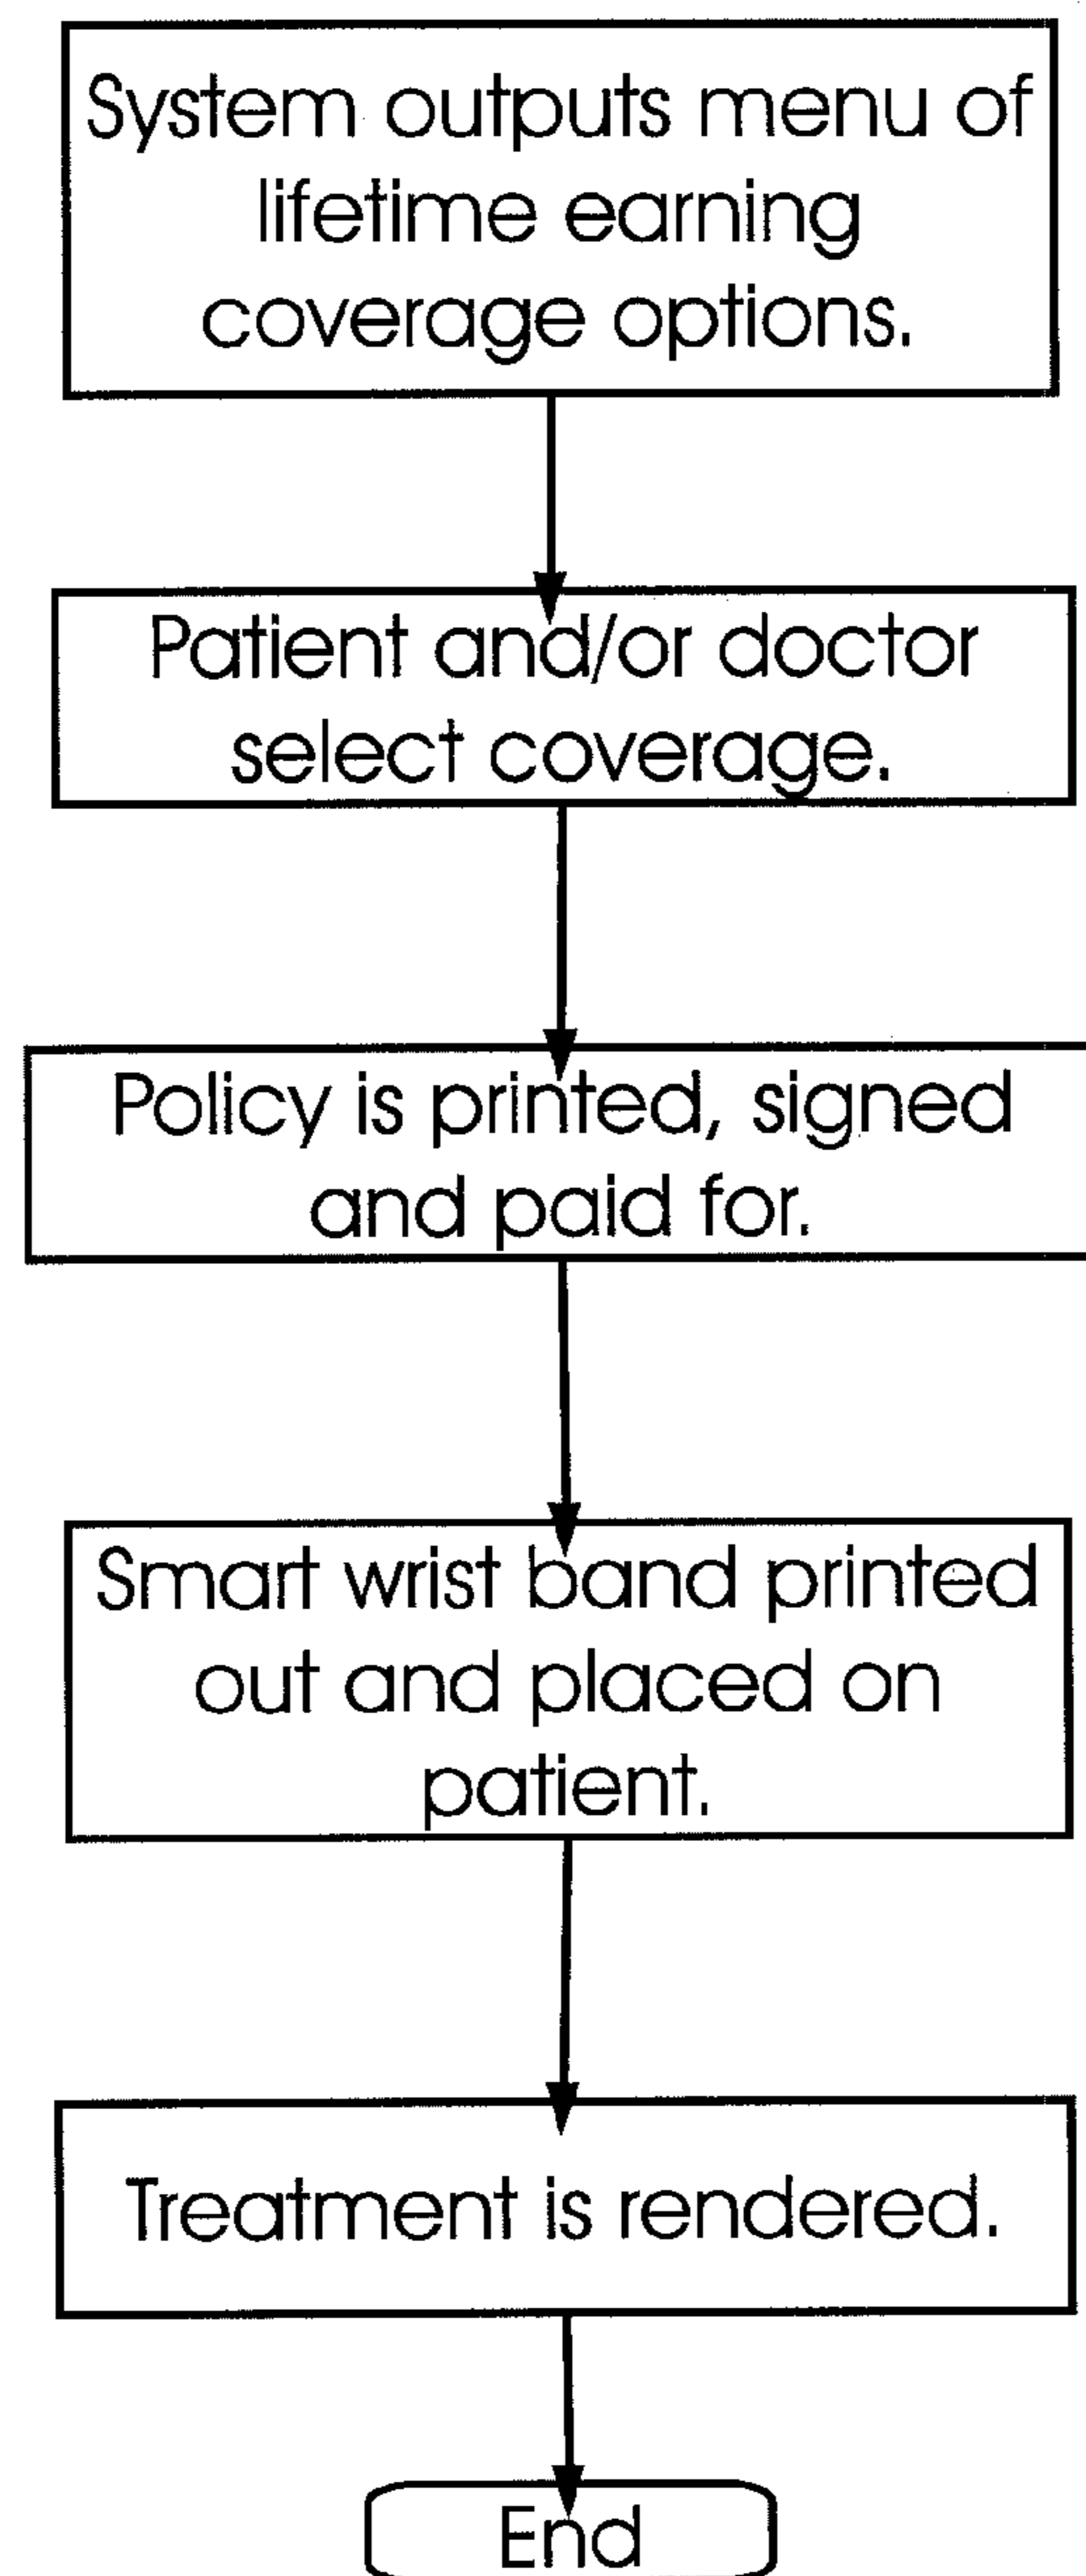 System outputs menu of
lifetime earning
coverage options.
Patient and/or doctor
select coverage.
Policy is printed, signed
and paid for.
Smart wrist band printed
out and placed on
patient.
Treatment is rendered.
End